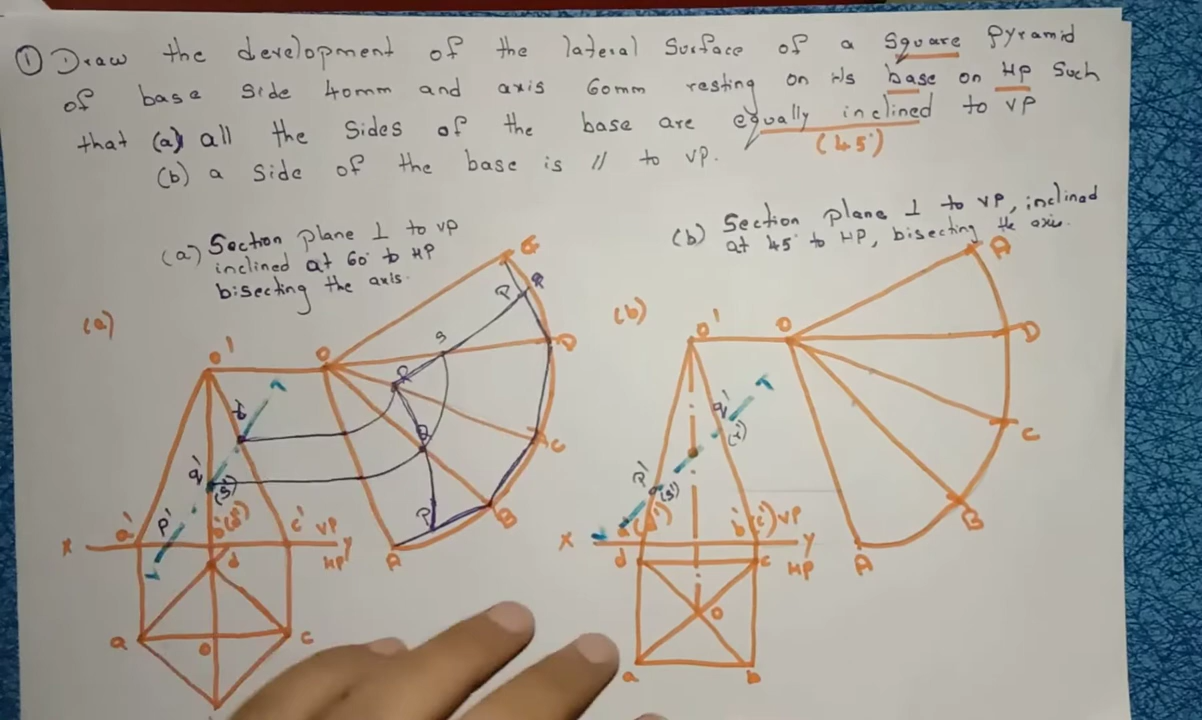 ① Draw the development of the lateral Surface of a Square Pyramid
of base side 40mm and axis 60mm resting on its base on HP Such
that (a) all the Sides of the base are equally inclined to VP
(45°)
(b) a side of the base is // to VP.
(a) Section plane ⊥ to VP
inclined at 60° to HP
bisecting the axis.
(b) Section plane ⊥ to VP, inclined
at 45° to HP, bisecting the axis.
(a)
o'
O
R
S
D
Q
C
B
P
A
q'
(s')
p'
a'
b'(d')
c'
VP
X
Y
HP
d
a
o
c
(b)
o'
O
A
D
C
B
A
q'
(r')
p'
(s')
a'(d')
b'(c')
VP
X
Y
HP
d
c
o
a
b